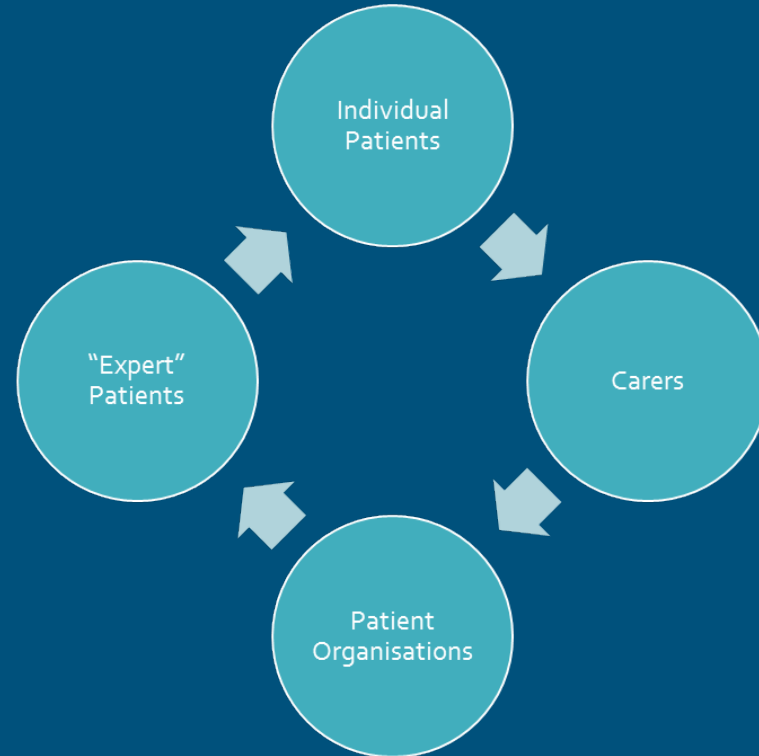 Individual
Patients
Carers
Patient
Organisations
“Expert”
Patients